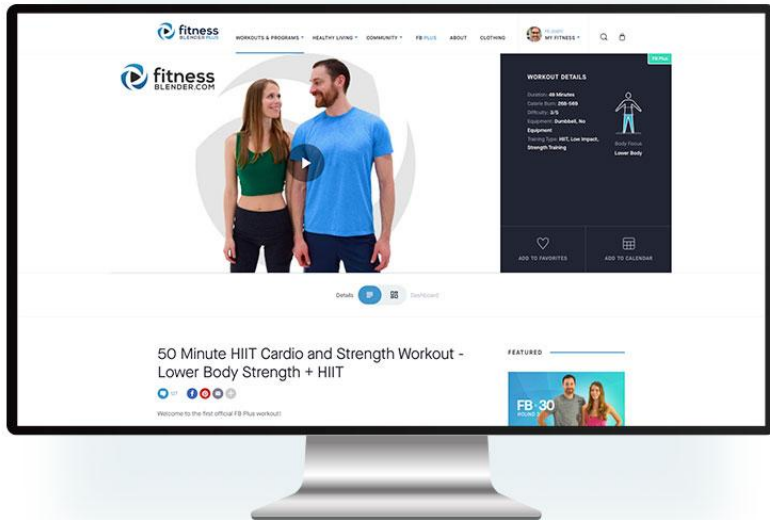 fitness
BLENDER PLUS
WORKOUTS & PROGRAMS
HEALTHY LIVING
COMMUNITY
FB PLUS
ABOUT
CLOTHING
MY FITNESS
fitness
BLENDER.COM
FB Plus
WORKOUT DETAILS
Duration: 49 Minutes
Calorie Burn:
Difficulty: 3/5
Equipment: Dumbbell, No
Equipment
Training Type: HIIT, Low Impact,
Strength Training
Body Focus
Lower Body
ADD TO FAVORITES
ADD TO CALENDAR
Details
Dashboard
50 Minute HIIT Cardio and Strength Workout -
Lower Body Strength + HIIT
FEATURED
Welcome to the first official FB Plus workout!
FB 30